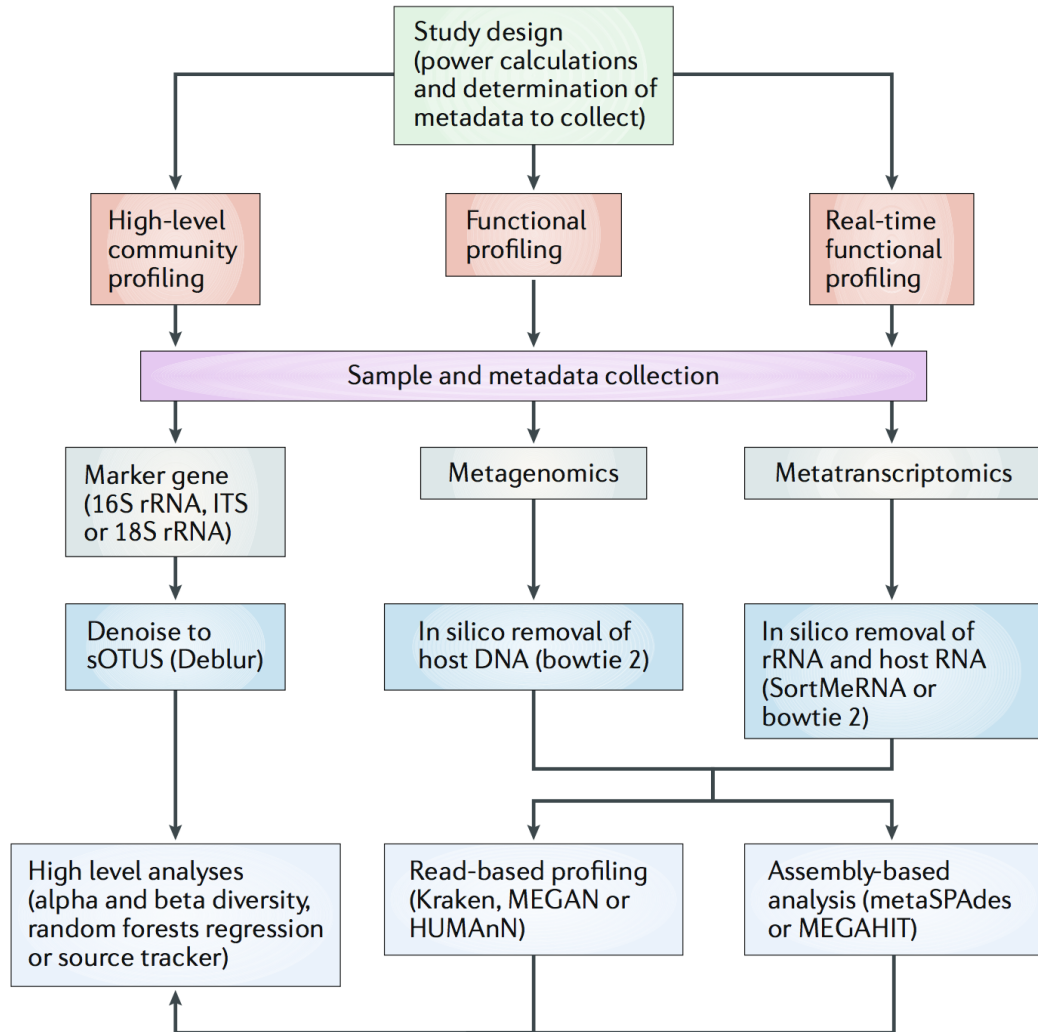 Study design
(power calculations
and determination of
metadata to collect)
High-level
community
profiling
Functional
profiling
Real-time
functional
profiling
Sample and metadata collection
Marker gene
(16S rRNA, ITS
or 18S rRNA)
Metagenomics
Metatranscriptomics
Denoise to
sOTUS (Deblur)
In silico removal of
host DNA (bowtie 2)
In silico removal of
rRNA and host RNA
(SortMeRNA or
bowtie 2)
High level analyses
(alpha and beta diversity,
random forests regression
or source tracker)
Read-based profiling
(Kraken, MEGAN or
HUMAnN)
Assembly-based
analysis (metaSPAdes
or MEGAHIT)